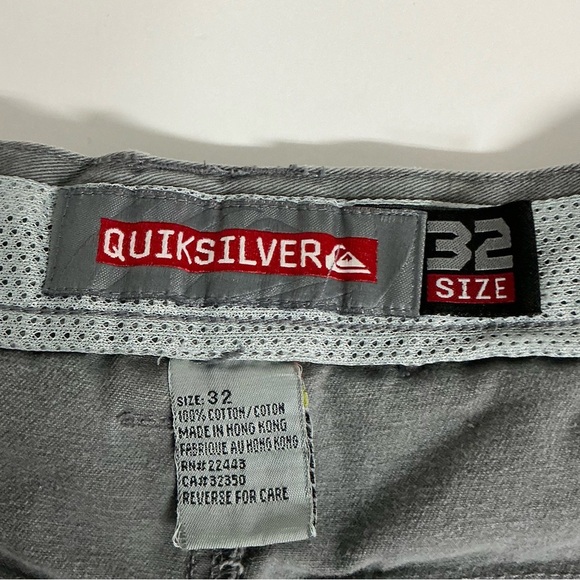 QUIKSILVER
32
SIZE
SIZE: 32
100% COTTON/COTON
MADE IN HONG KONG
FABRIQUE AU HONG KONG
RN# 22443
CA# 32350
REVERSE FOR CARE